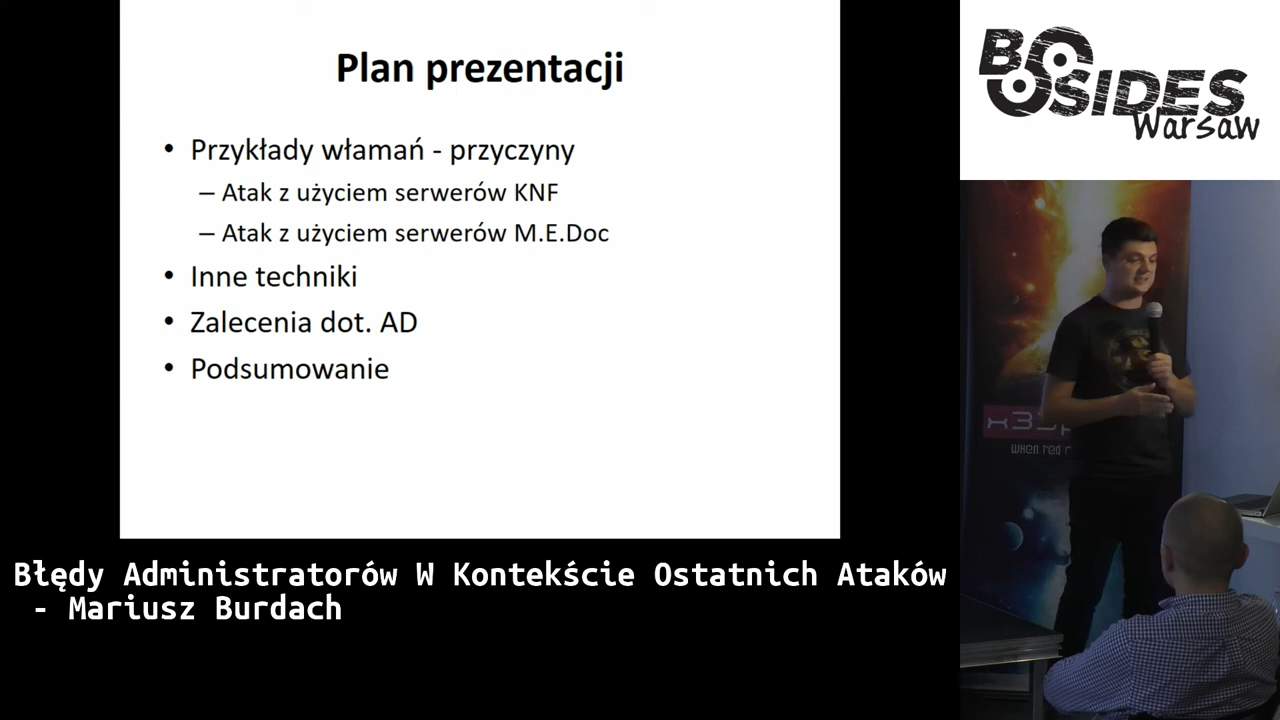 Plan prezentacji
• Przykłady włamań - przyczyny
– Atak z użyciem serwerów KNF
– Atak z użyciem serwerów M.E.Doc
• Inne techniki
• Zalecenia dot. AD
• Podsumowanie
Błędy Administratorów W Kontekście Ostatnich Ataków
- Mariusz Burdach
BSIDES
Warsaw